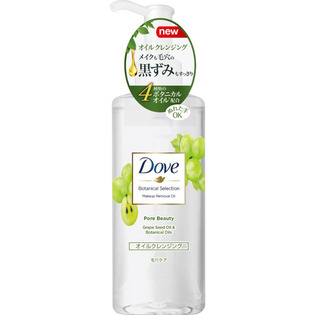 new
オイルクレンジング
メイクも毛穴の
黒ずみもすっきり
4種類の
ボタニカル
オイル*配合
ぬれた手
OK
Dove
Botanical Selection
Makeup Removal Oil
Pore Beauty
Grape Seed Oil &
Botanical Oils
オイルクレンジング
毛穴ケア